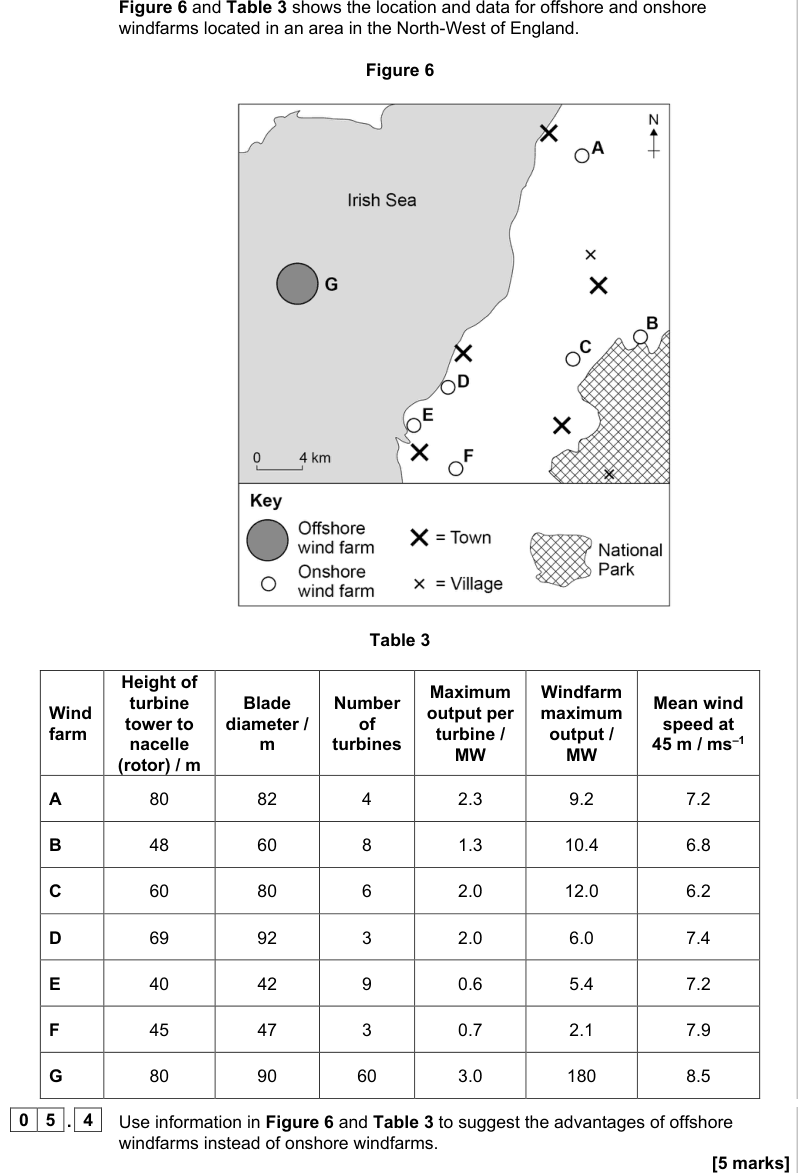 Figure 6 and Table 3 shows the location and data for offshore and onshore
windfarms located in an area in the North-West of England.
Figure 6
N
A
Irish Sea
G
B
C
D
E
F
0 4 km
Key
Offshore
wind farm
= Town
National
Park
Onshore
wind farm
= Village
Table 3
Wind
farm
Height of
turbine
tower to
nacelle
(rotor) / m
Blade
diameter /
m
Number
of
turbines
Maximum
output per
turbine /
MW
Windfarm
maximum
output /
MW
Mean wind
speed at
45 m / ms⁻¹
A 80 82 4 2.3 9.2 7.2
B 48 60 8 1.3 10.4 6.8
C 60 80 6 2.0 12.0 6.2
D 69 92 3 2.0 6.0 7.4
E 40 42 9 0.6 5.4 7.2
F 45 47 3 0.7 2.1 7.9
G 80 90 60 3.0 180 8.5
0 5 . 4 Use information in Figure 6 and Table 3 to suggest the advantages of offshore
windfarms instead of onshore windfarms.
[5 marks]